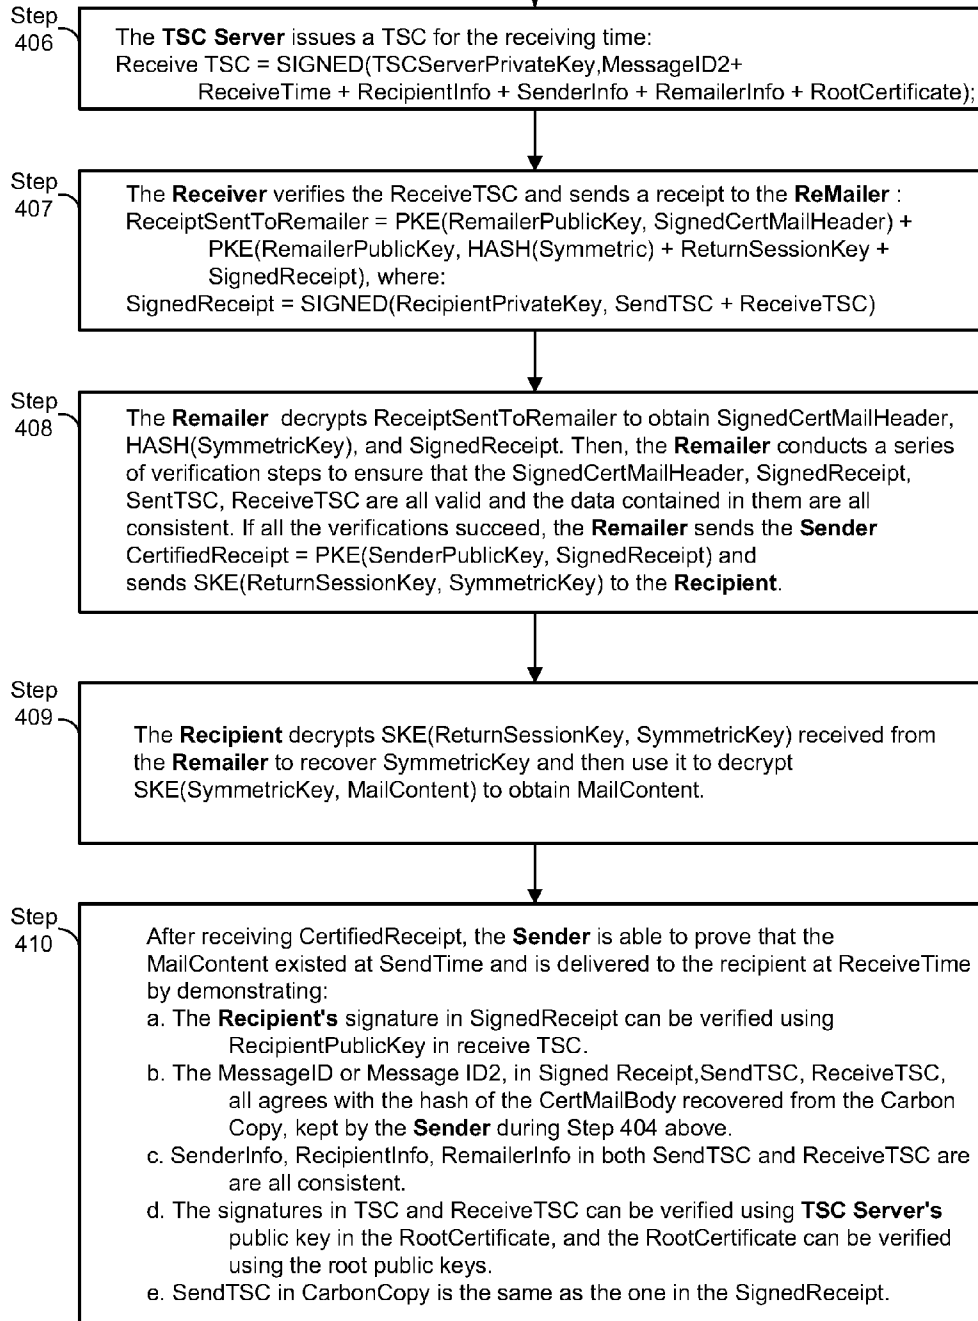 Step
406
The TSC Server issues a TSC for the receiving time:
Receive TSC = SIGNED(TSCServerPrivateKey,MessageID2+
ReceiveTime + RecipientInfo + SenderInfo + RemailerInfo + RootCertificate);
Step
407
The Receiver verifies the ReceiveTSC and sends a receipt to the ReMailer :
ReceiptSentToRemailer = PKE(RemailerPublicKey, SignedCertMailHeader) +
PKE(RemailerPublicKey, HASH(Symmetric) + ReturnSessionKey +
SignedReceipt), where:
SignedReceipt = SIGNED(RecipientPrivateKey, SendTSC + ReceiveTSC)
Step
408
The Remailer decrypts ReceiptSentToRemailer to obtain SignedCertMailHeader,
HASH(SymmetricKey), and SignedReceipt. Then, the Remailer conducts a series
of verification steps to ensure that the SignedCertMailHeader, SignedReceipt,
SentTSC, ReceiveTSC are all valid and the data contained in them are all
consistent. If all the verifications succeed, the Remailer sends the Sender
CertifiedReceipt = PKE(SenderPublicKey, SignedReceipt) and
sends SKE(ReturnSessionKey, SymmetricKey) to the Recipient.
Step
409
The Recipient decrypts SKE(ReturnSessionKey, SymmetricKey) received from
the Remailer to recover SymmetricKey and then use it to decrypt
SKE(SymmetricKey, MailContent) to obtain MailContent.
Step
410
After receiving CertifiedReceipt, the Sender is able to prove that the
MailContent existed at SendTime and is delivered to the recipient at ReceiveTime
by demonstrating:
a. The Recipient's signature in SignedReceipt can be verified using
RecipientPublicKey in receive TSC.
b. The MessageID or Message ID2, in Signed Receipt,SendTSC, ReceiveTSC,
all agrees with the hash of the CertMailBody recovered from the Carbon
Copy, kept by the Sender during Step 404 above.
c. SenderInfo, RecipientInfo, RemailerInfo in both SendTSC and ReceiveTSC are
are all consistent.
d. The signatures in TSC and ReceiveTSC can be verified using TSC Server's
public key in the RootCertificate, and the RootCertificate can be verified
using the root public keys.
e. SendTSC in CarbonCopy is the same as the one in the SignedReceipt.